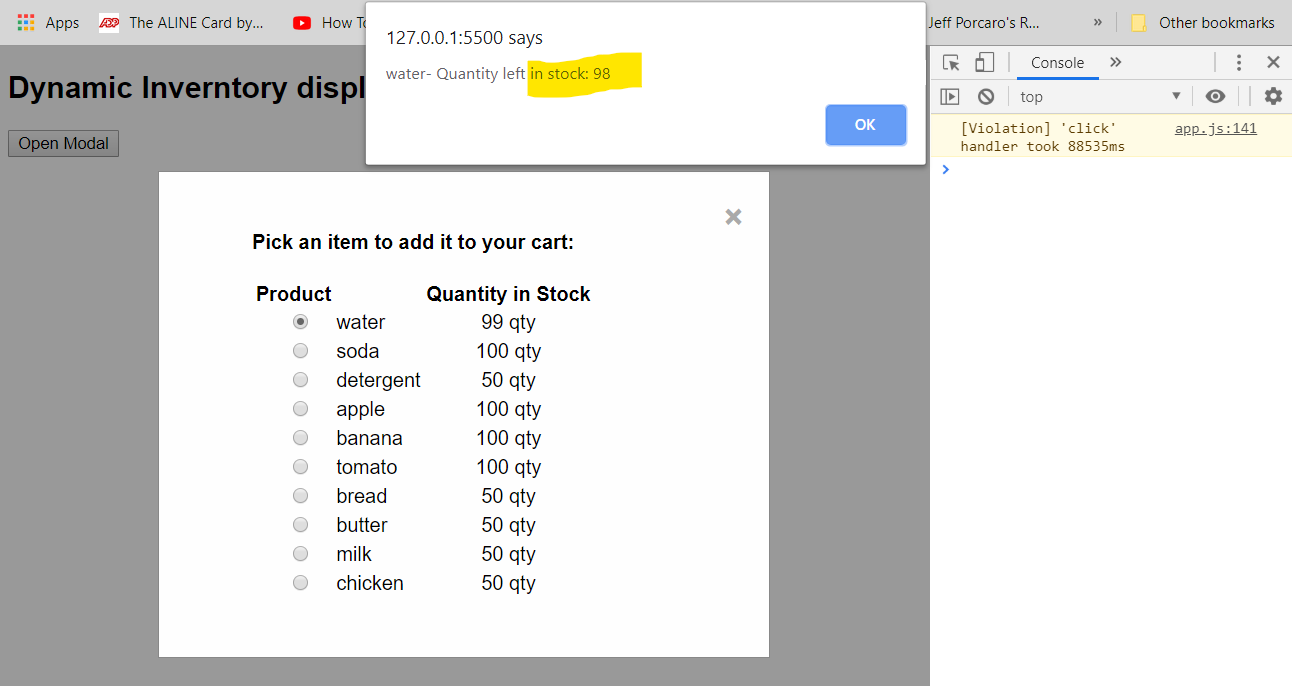 Apps ADP The ALINE Card by... How To
Jeff Porcaro's R... » Other bookmarks
127.0.0.1:5500 says
water- Quantity left in stock: 98
OK
Dynamic Inverntory displ
Open Modal
Pick an item to add it to your cart:
Product Quantity in Stock
water 99 qty
soda 100 qty
detergent 50 qty
apple 100 qty
banana 100 qty
tomato 100 qty
bread 50 qty
butter 50 qty
milk 50 qty
chicken 50 qty
Console »
top
[Violation] 'click' app.js:141
handler took 88535ms